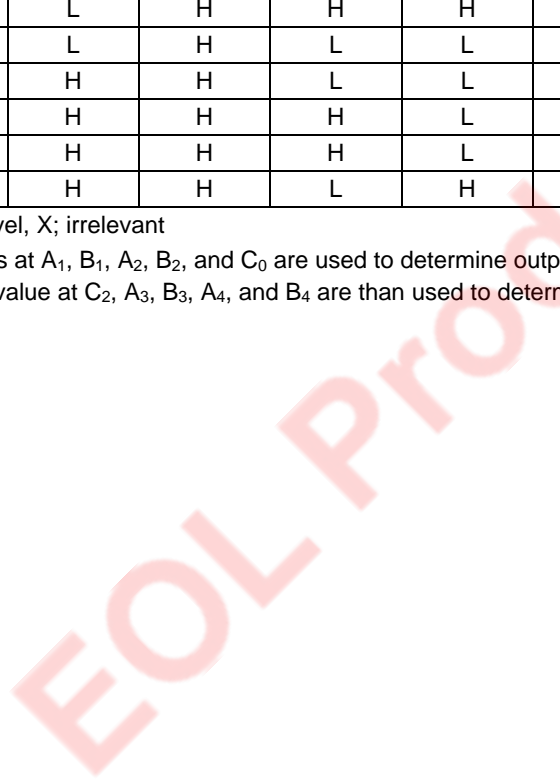 L H H H
L H L L
H H L L
H H H L
H H H L
H H L H
vel, X; irrelevant
s at A₁, B₁, A₂, B₂, and C₀ are used to determine outp
value at C₂, A₃, B₃, A₄, and B₄ are than used to determ
EOL Prod